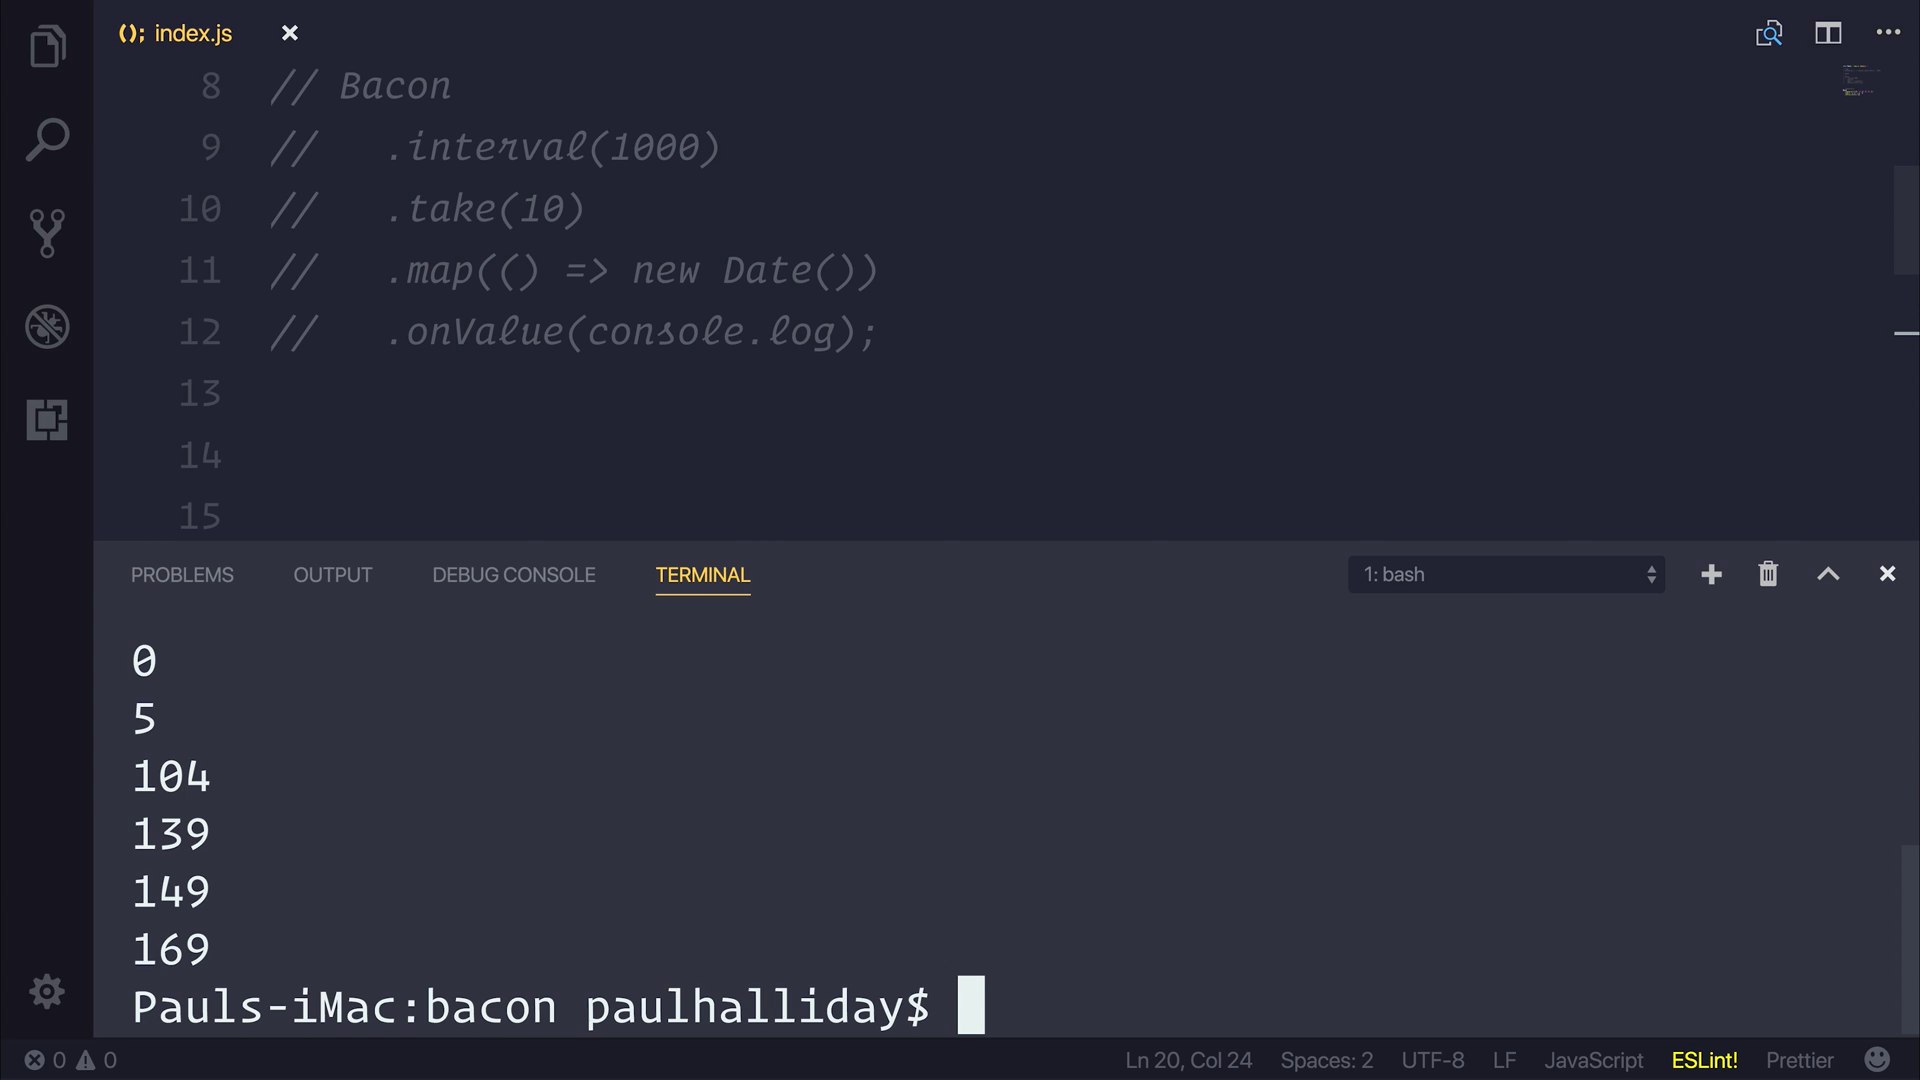 (); index.js
8 // Bacon
9 //   .interval(1000)
10 //   .take(10)
11 //   .map(() => new Date())
12 //   .onValue(console.log);
13
14
15
PROBLEMS OUTPUT DEBUG CONSOLE TERMINAL 1: bash
0
5
104
139
149
169
Pauls-iMac:bacon paulhalliday$
0 0 Ln 20, Col 24 Spaces: 2 UTF-8 LF JavaScript ESLint! Prettier